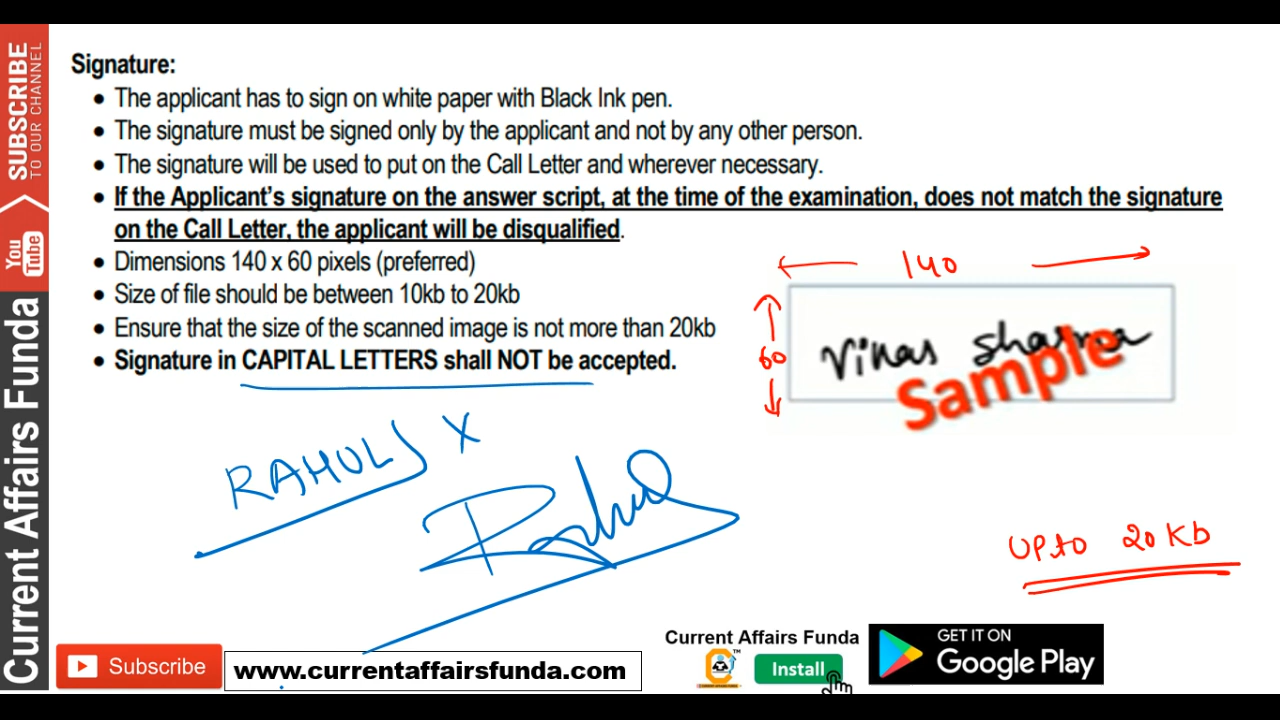 SUBSCRIBE
TO OUR CHANNEL
You
Tube
Current Affairs Funda
Signature:
• The applicant has to sign on white paper with Black Ink pen.
• The signature must be signed only by the applicant and not by any other person.
• The signature will be used to put on the Call Letter and wherever necessary.
• If the Applicant's signature on the answer script, at the time of the examination, does not match the signature
on the Call Letter, the applicant will be disqualified.
• Dimensions 140 x 60 pixels (preferred)
• Size of file should be between 10kb to 20kb
• Ensure that the size of the scanned image is not more than 20kb
• Signature in CAPITAL LETTERS shall NOT be accepted.
140
60
Vikas Sharma
Sample
RAHUL X
Rahul
UPto 20 Kb
Subscribe
www.currentaffairsfunda.com
Current Affairs Funda
Install
GET IT ON
Google Play